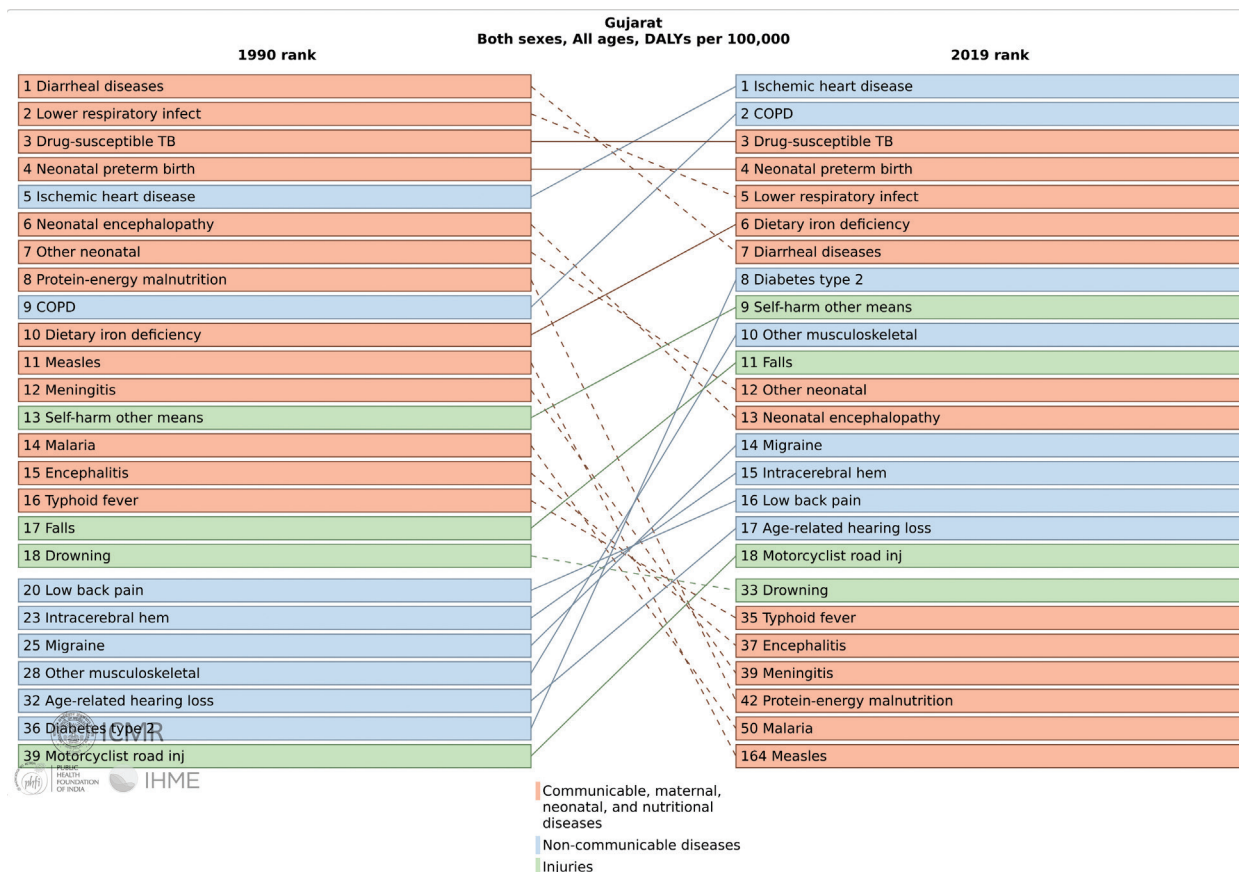 Gujarat
Both sexes, All ages, DALYs per 100,000
1990 rank
2019 rank
1 Diarrheal diseases
2 Lower respiratory infect
3 Drug-susceptible TB
4 Neonatal preterm birth
5 Ischemic heart disease
6 Neonatal encephalopathy
7 Other neonatal
8 Protein-energy malnutrition
9 COPD
10 Dietary iron deficiency
11 Measles
12 Meningitis
13 Self-harm other means
14 Malaria
15 Encephalitis
16 Typhoid fever
17 Falls
18 Drowning
20 Low back pain
23 Intracerebral hem
25 Migraine
28 Other musculoskeletal
32 Age-related hearing loss
36 Diabetes type 2
39 Motorcyclist road inj
1 Ischemic heart disease
2 COPD
3 Drug-susceptible TB
4 Neonatal preterm birth
5 Lower respiratory infect
6 Dietary iron deficiency
7 Diarrheal diseases
8 Diabetes type 2
9 Self-harm other means
10 Other musculoskeletal
11 Falls
12 Other neonatal
13 Neonatal encephalopathy
14 Migraine
15 Intracerebral hem
16 Low back pain
17 Age-related hearing loss
18 Motorcyclist road inj
33 Drowning
35 Typhoid fever
37 Encephalitis
39 Meningitis
42 Protein-energy malnutrition
50 Malaria
164 Measles
ICMR
phfi
PUBLIC
HEALTH
FOUNDATION
OF INDIA
IHME
Communicable, maternal,
neonatal, and nutritional
diseases
Non-communicable diseases
Injuries